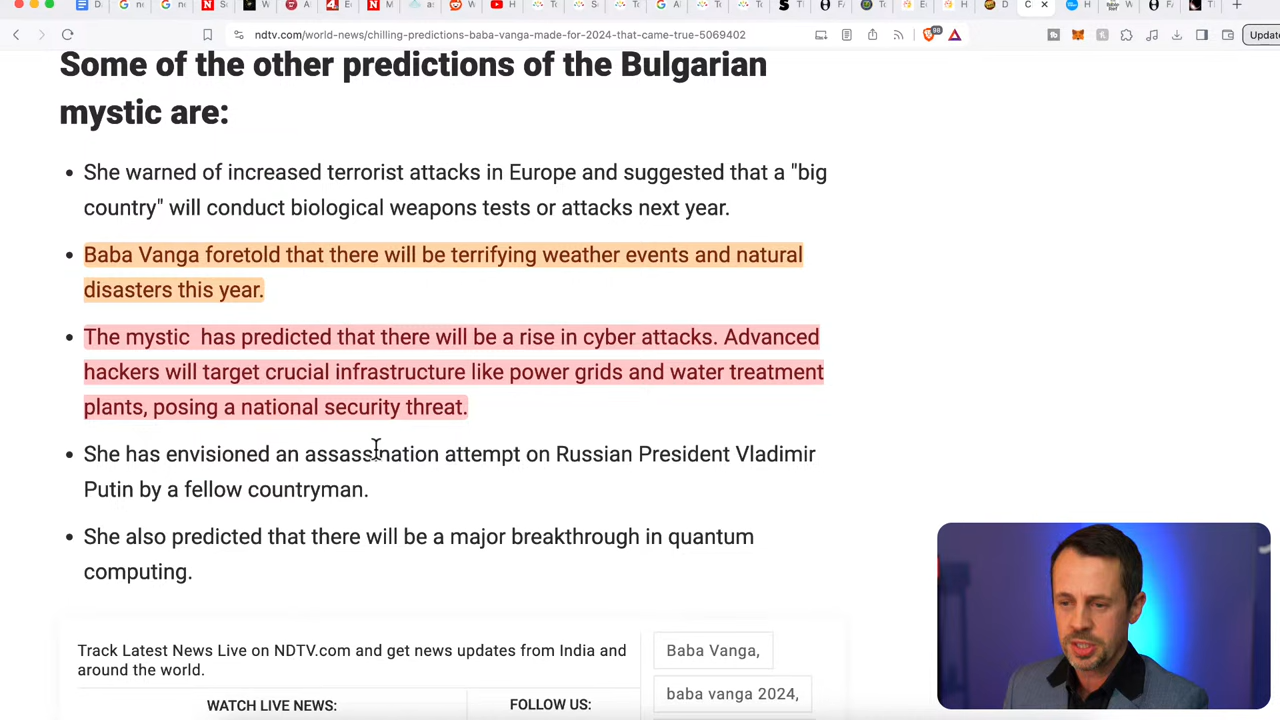 ndtv.com/world-news/chilling-predictions-baba-vanga-made-for-2024-that-came-true-5069402
98
Update
Some of the other predictions of the Bulgarian
mystic are:
• She warned of increased terrorist attacks in Europe and suggested that a "big
country" will conduct biological weapons tests or attacks next year.
• Baba Vanga foretold that there will be terrifying weather events and natural
disasters this year.
• The mystic has predicted that there will be a rise in cyber attacks. Advanced
hackers will target crucial infrastructure like power grids and water treatment
plants, posing a national security threat.
• She has envisioned an assassination attempt on Russian President Vladimir
Putin by a fellow countryman.
• She also predicted that there will be a major breakthrough in quantum
computing.
Track Latest News Live on NDTV.com and get news updates from India and
around the world.
WATCH LIVE NEWS:
FOLLOW US:
Baba Vanga,
baba vanga 2024,